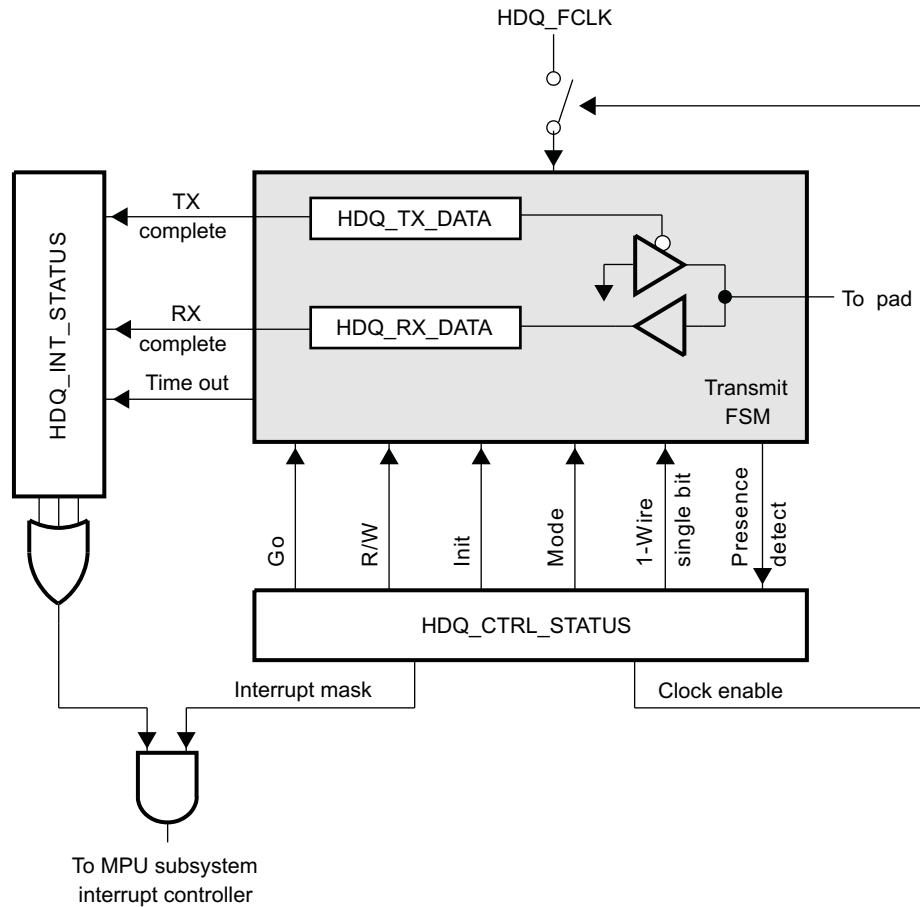 HDQ_FCLK
TX
complete
HDQ_TX_DATA
HDQ_INT_STATUS
RX
complete
HDQ_RX_DATA
To pad
Time out
Transmit
FSM
Go
R/W
Init
Mode
1-Wire
single bit
Presence
detect
HDQ_CTRL_STATUS
Interrupt mask
Clock enable
To MPU subsystem
interrupt controller